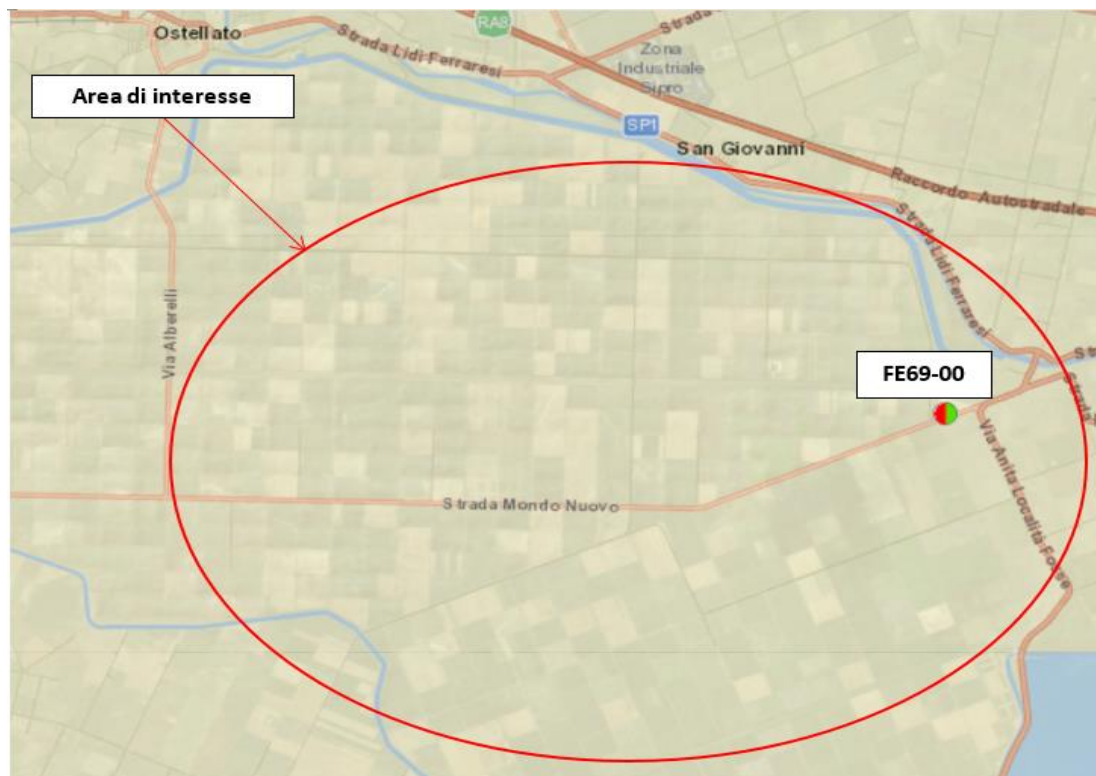 Ostellato
RA8
Strada Lidi Ferraresi
Zona
Industriale
Sipro
Area di interesse
SP1
San Giovanni
Raccordo Autostradale
Strada Lidi Ferraresi
Via Alberelli
FE69-00
Strada
Via Anita Località Fosse
Strada Mondo Nuovo